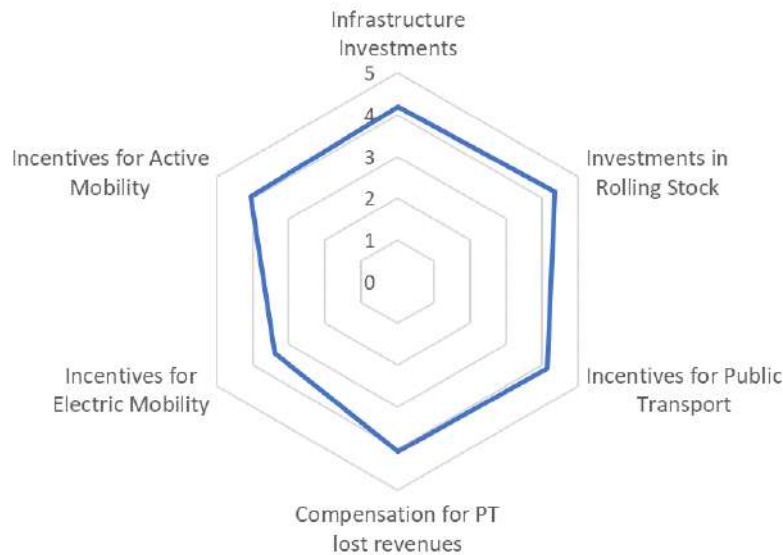 Infrastructure
Investments
5
4
3
2
1
0
Incentives for Active
Mobility
Investments in
Rolling Stock
Incentives for
Electric Mobility
Incentives for Public
Transport
Compensation for PT
lost revenues